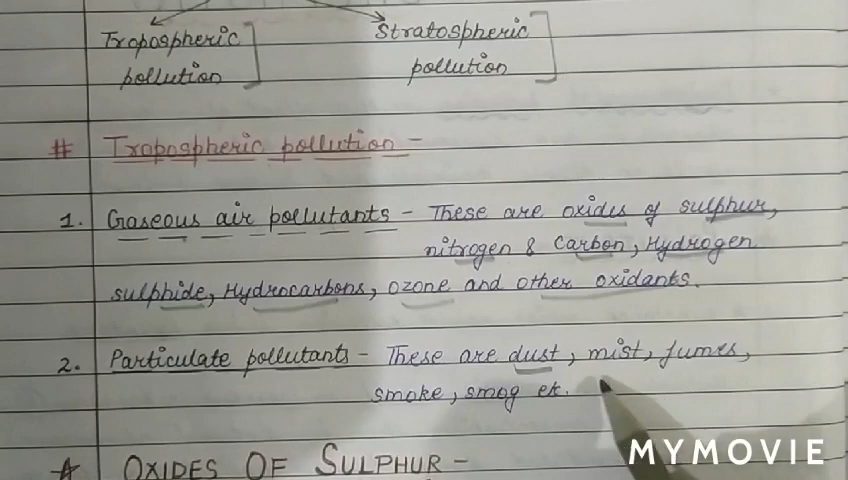 Tropospheric Stratospheric
pollution pollution
# Tropospheric pollution -
1. Gaseous air pollutants - These are oxides of sulphur,
nitrogen & Carbon, Hydrogen
sulphide, Hydrocarbons, ozone and other oxidants.
2. Particulate pollutants - These are dust, mist, fumes,
smoke, smog etc.
OXIDES OF SULPHUR -
MYMOVIE